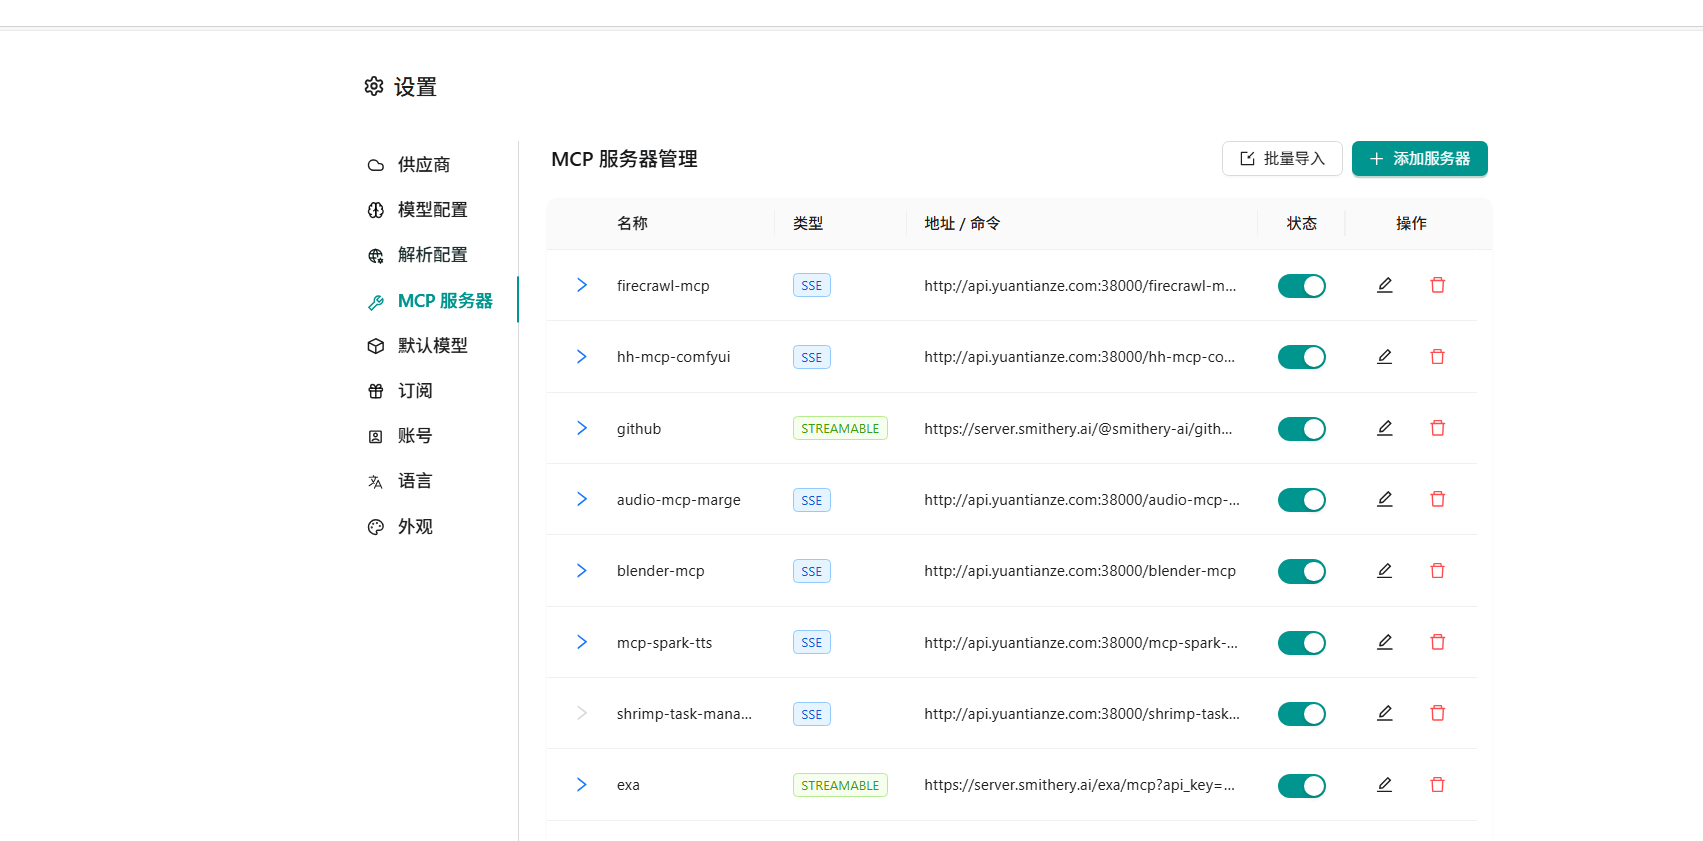 设置
供应商
模型配置
解析配置
MCP 服务器
默认模型
订阅
账号
语言
外观
MCP 服务器管理
批量导入
添加服务器
名称 类型 地址 / 命令 状态 操作
firecrawl-mcp SSE http://api.yuantianze.com:38000/firecrawl-m...
hh-mcp-comfyui SSE http://api.yuantianze.com:38000/hh-mcp-co...
github STREAMABLE https://server.smithery.ai/@smithery-ai/gith...
audio-mcp-marge SSE http://api.yuantianze.com:38000/audio-mcp-...
blender-mcp SSE http://api.yuantianze.com:38000/blender-mcp
mcp-spark-tts SSE http://api.yuantianze.com:38000/mcp-spark-...
shrimp-task-mana... SSE http://api.yuantianze.com:38000/shrimp-task...
exa STREAMABLE https://server.smithery.ai/exa/mcp?api_key=...